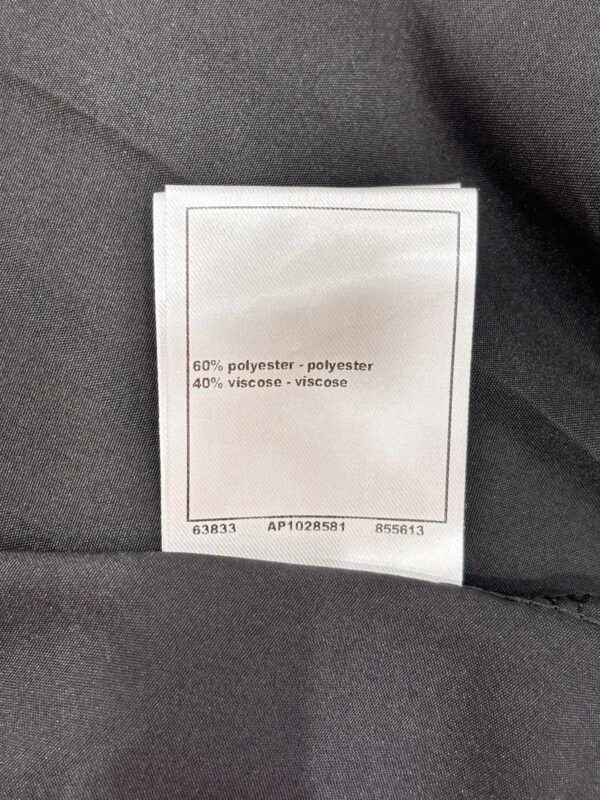 60% polyester - polyester
40% viscose - viscose
63833 AP1028581 855613